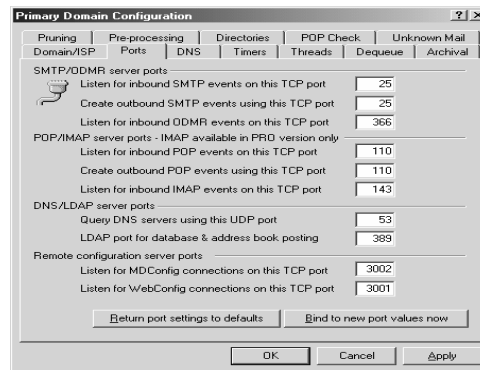 Primary Domain Configuration
Pruning Pre-processing Directories POP Check Unknown Mail
Domain/ISP Ports DNS Timers Threads Dequeue Archival
SMTP/ODMR server ports
Listen for inbound SMTP events on this TCP port 25
Create outbound SMTP events using this TCP port 25
Listen for inbound ODMR events on this TCP port 366
POP/IMAP server ports - IMAP available in PRO version only
Listen for inbound POP events on this TCP port 110
Create outbound POP events using this TCP port 110
Listen for inbound IMAP events on this TCP port 143
DNS/LDAP server ports
Query DNS servers using this UDP port 53
LDAP port for database & address book posting 389
Remote configuration server ports
Listen for MDConfig connections on this TCP port 3002
Listen for WebConfig connections on this TCP port 3001
Return port settings to defaults Bind to new port values now
OK Cancel Apply